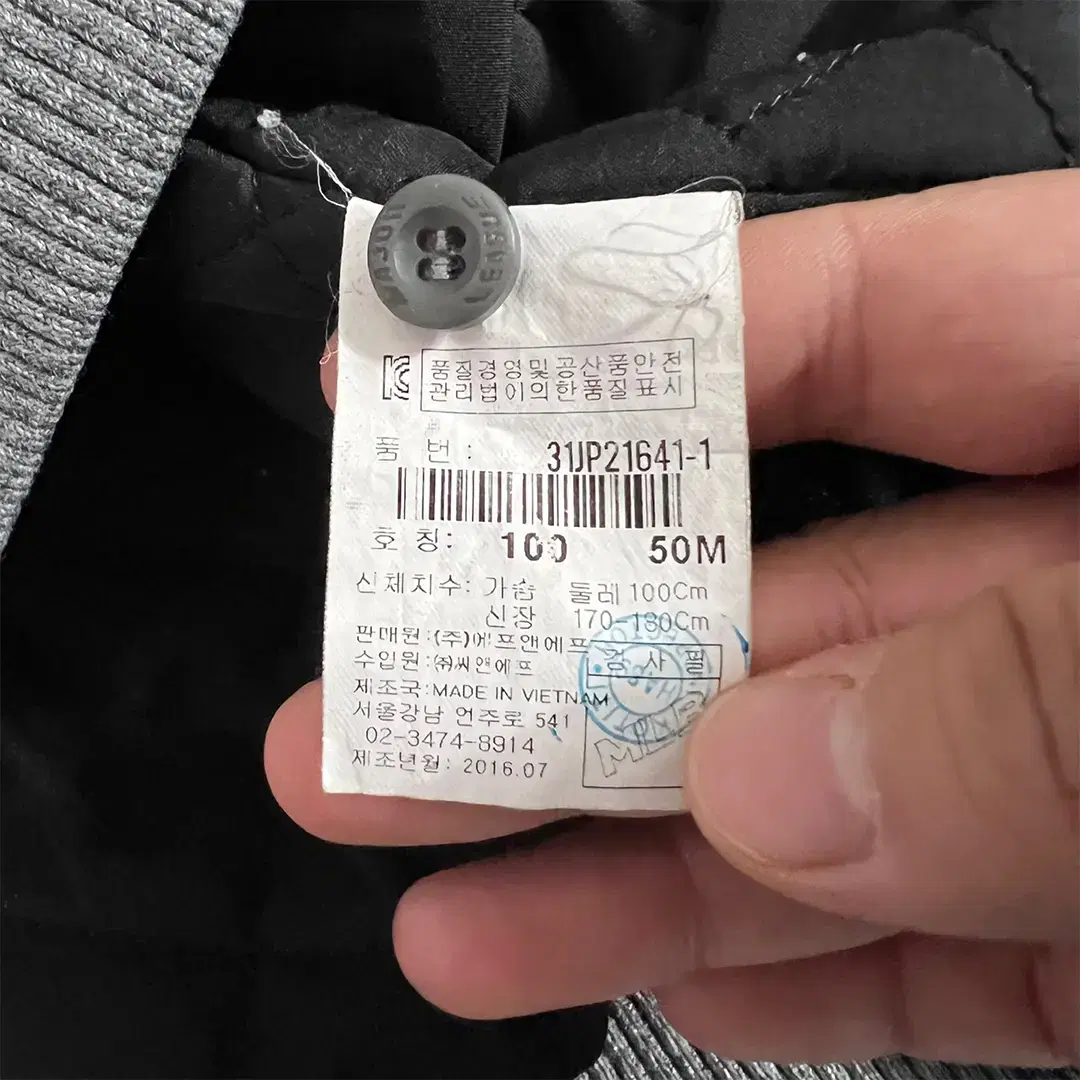 품질경영및공산품안전
관리법이의한품질표시
품 번 : 31JP21641-1
호 칭: 100 50M
신체치수: 가슴 둘레 100Cm
신장 170-180Cm
판매원:(주)에프앤에프
수입원:㈜씨앤에프
검 사 필
제조국:MADE IN VIETNAM
서울강남 언주로 541
02-3474-8914
제조년월: 2016.07